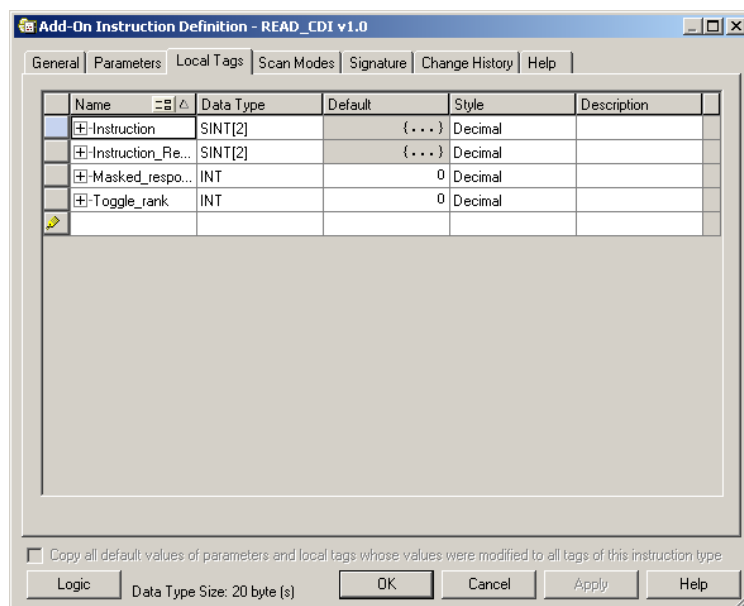 Add-On Instruction Definition - READ_CDI v1.0
General Parameters Local Tags Scan Modes Signature Change History Help
Name Data Type Default Style Description
Instruction SINT[2] {...} Decimal
Instruction_Re... SINT[2] {...} Decimal
Masked_respo... INT 0 Decimal
Toggle_rank INT 0 Decimal
Copy all default values of parameters and local tags whose values were modified to all tags of this instruction type
Logic Data Type Size: 20 byte (s) OK Cancel Apply Help